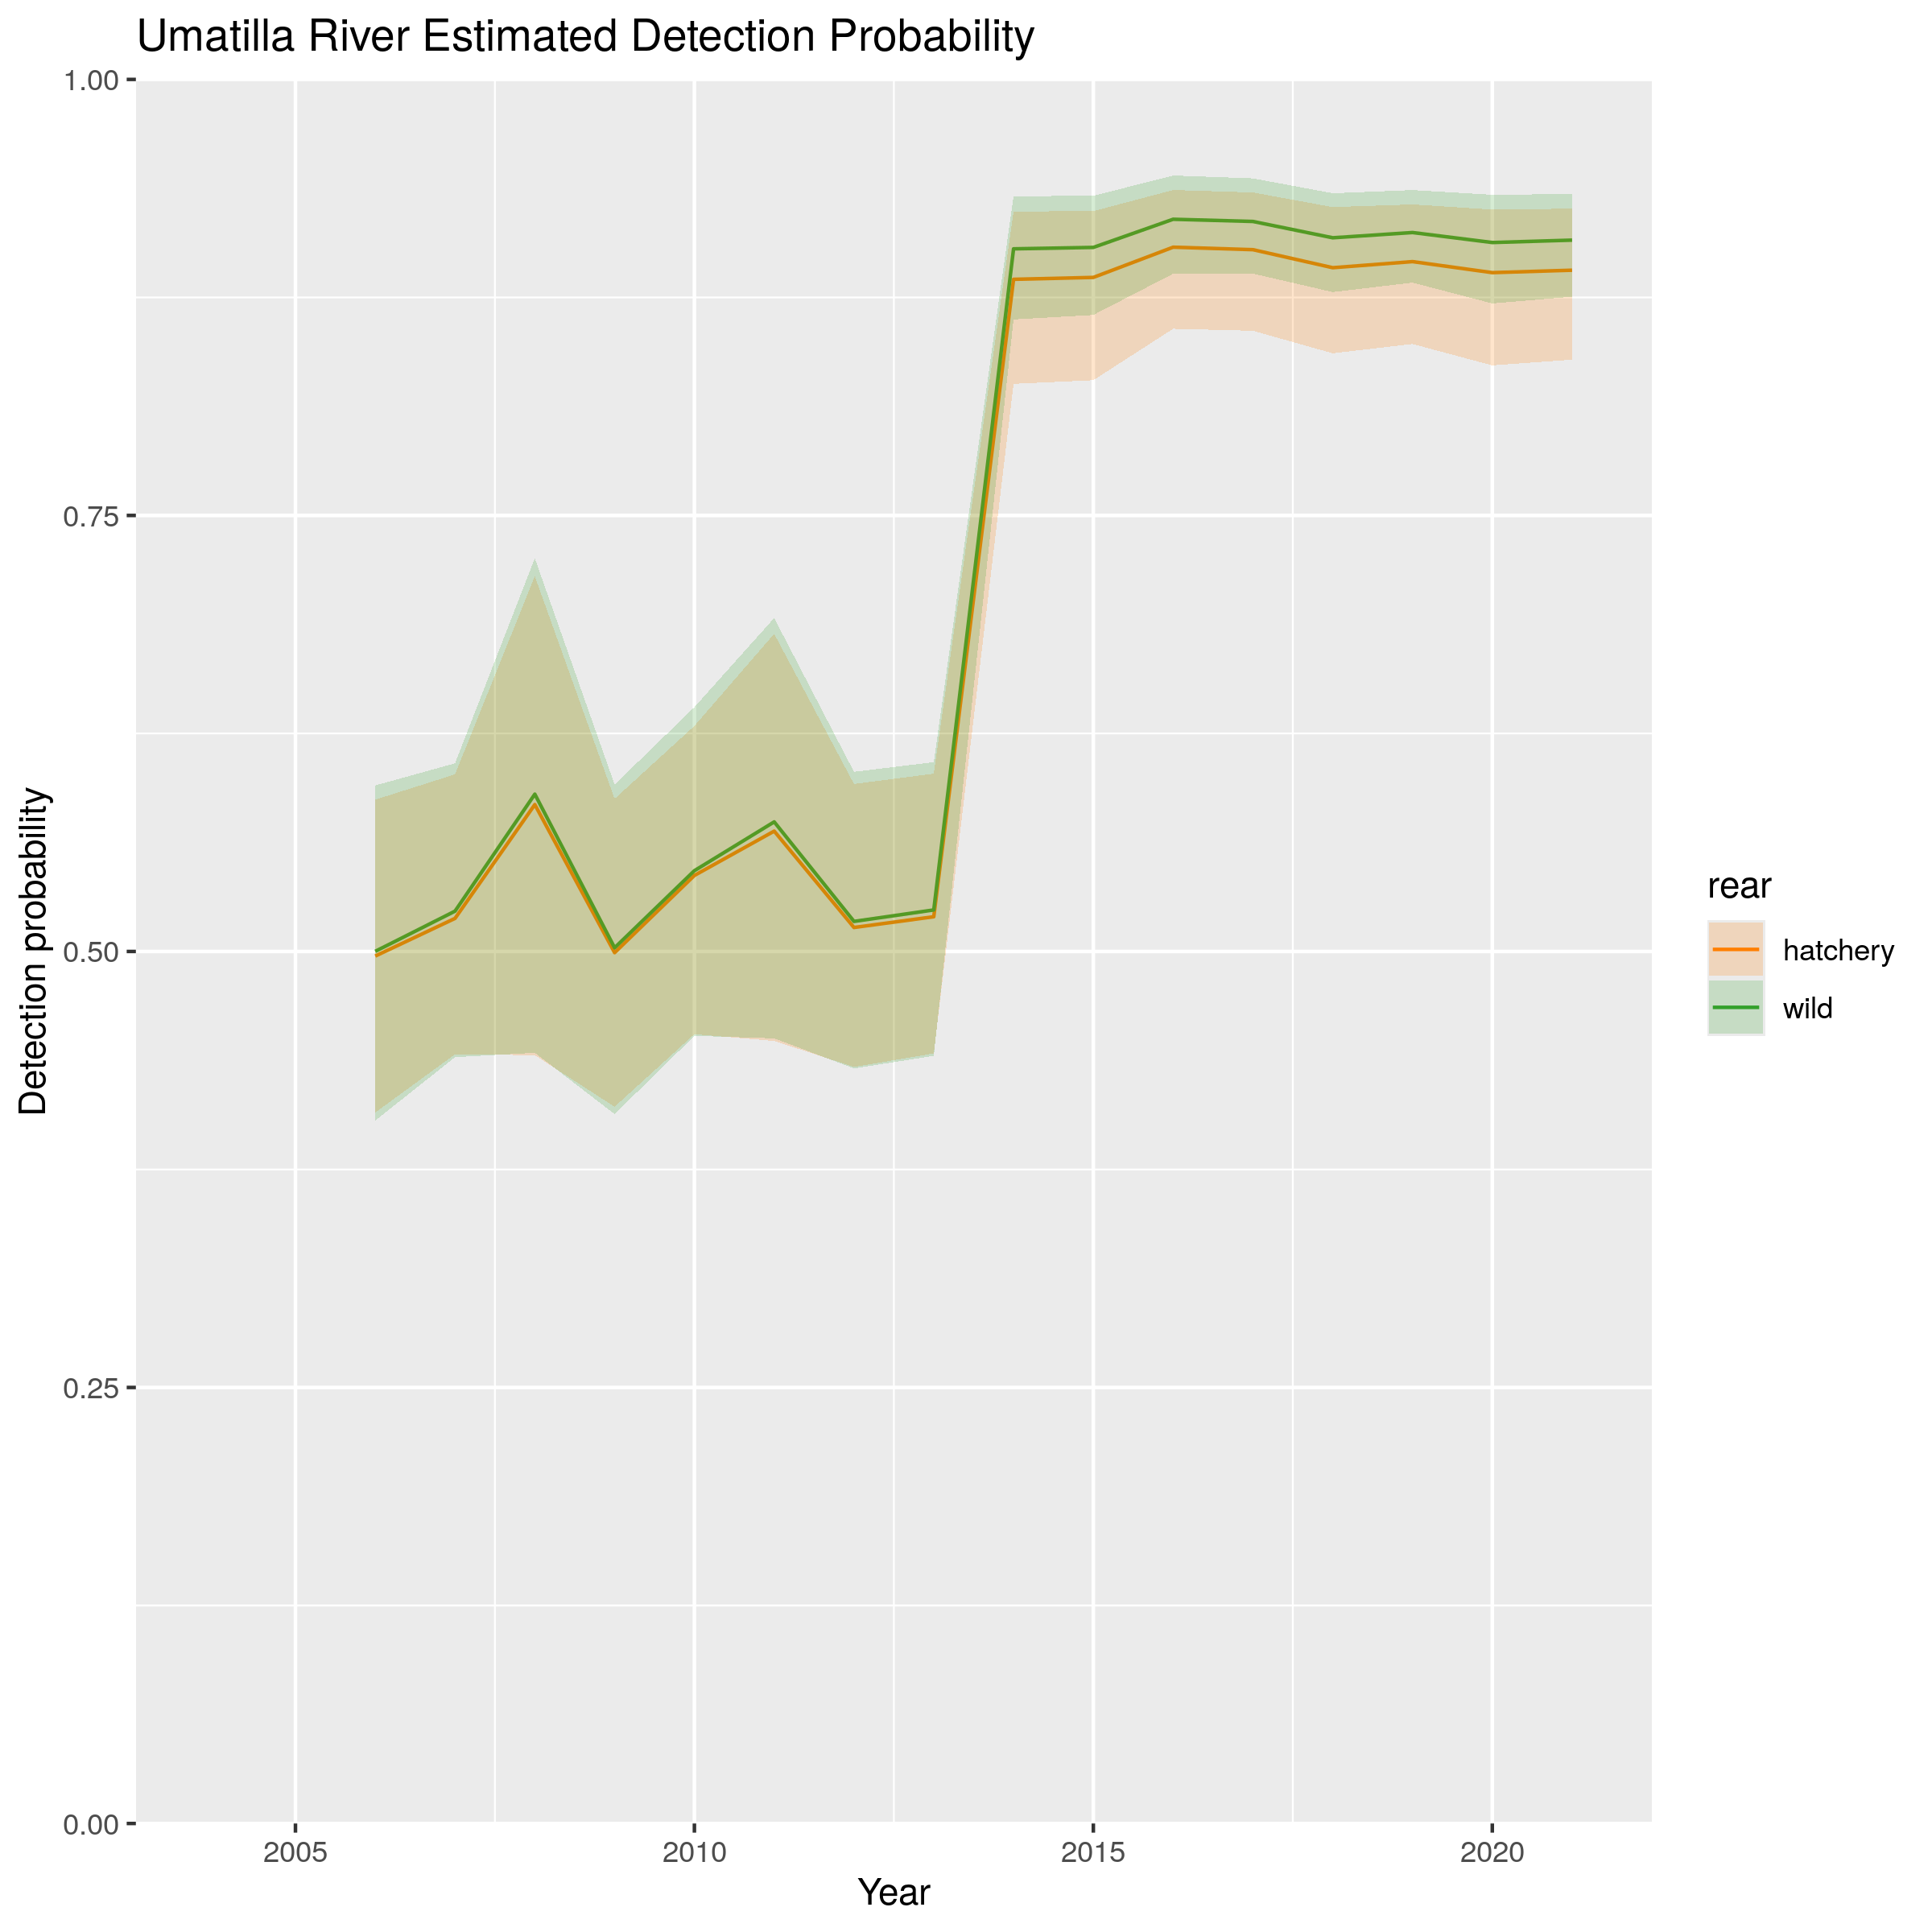 Umatilla River Estimated Detection Probability
1.00
0.75
0.50
0.25
0.00
Detection probability
2005
2010
2015
2020
Year
rear
hatchery
wild